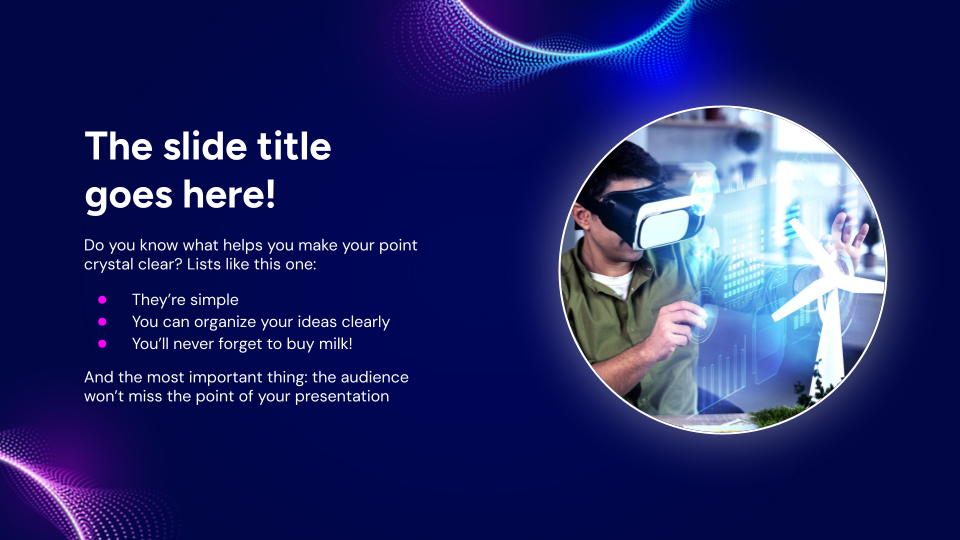 The slide title
goes here!
Do you know what helps you make your point
crystal clear? Lists like this one:
They’re simple
You can organize your ideas clearly
You’ll never forget to buy milk!
And the most important thing: the audience
won’t miss the point of your presentation